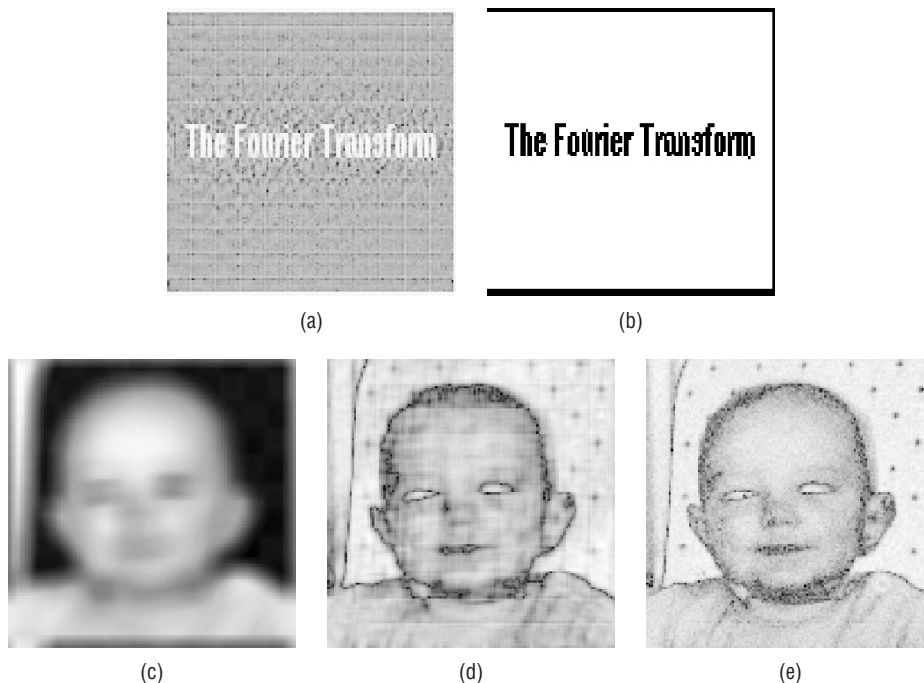 The Fourier Transform
The Fourier Transform
(a)
(b)
(c)
(d)
(e)